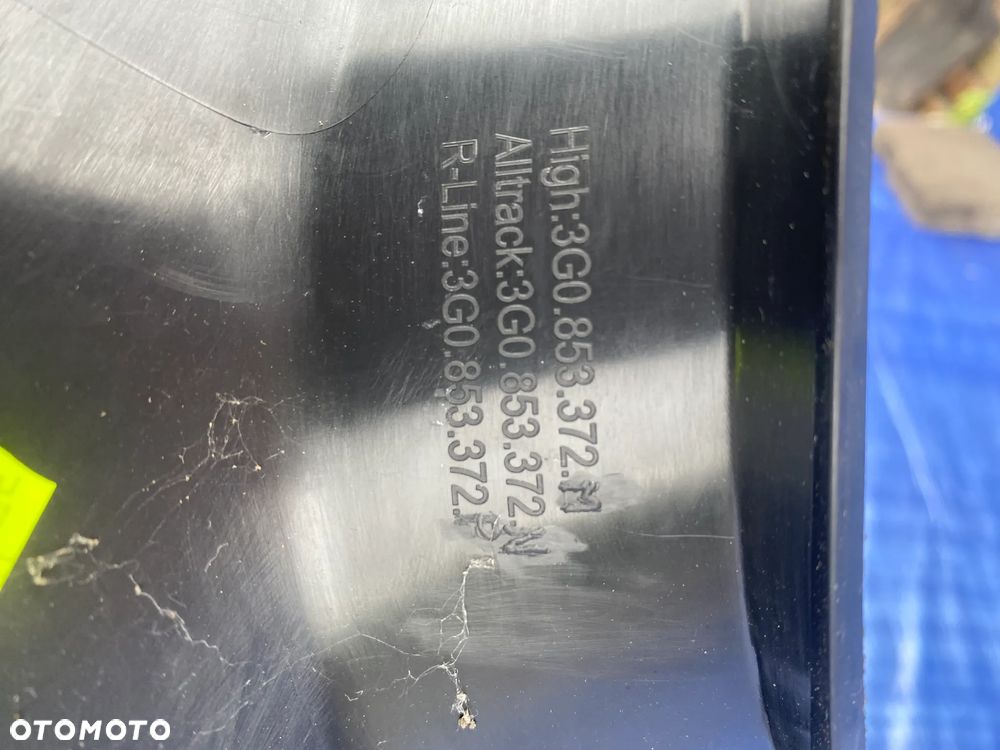 High:3G0.853.372.M
Alltrack:3G0.853.372.N
R-Line:3G0.853.372.P
OTOMOTO